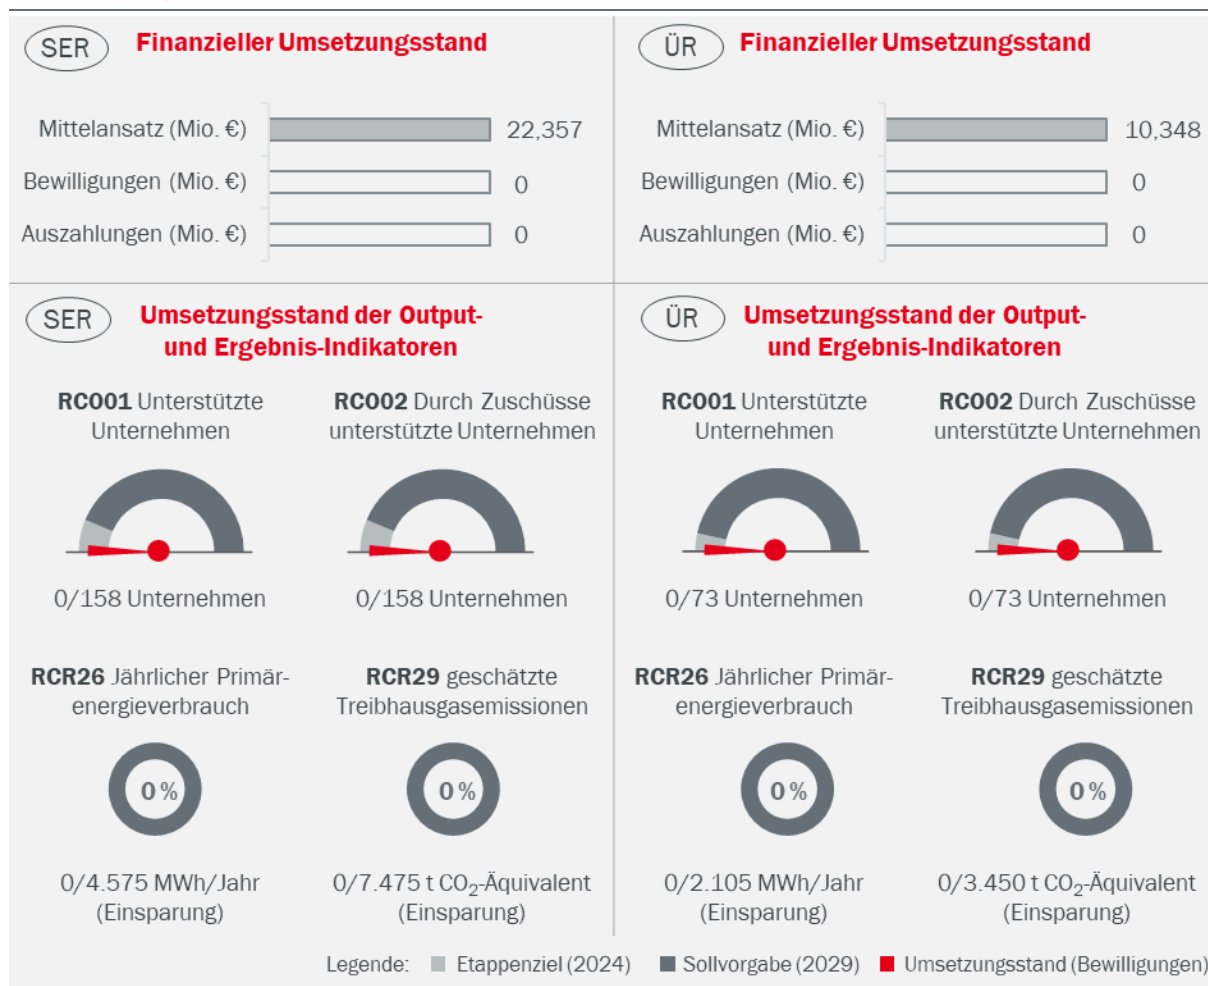 SER
Finanzieller Umsetzungsstand
Mittelansatz (Mio. €)
22,357
Bewilligungen (Mio. €)
0
Auszahlungen (Mio. €)
0
ÜR
Finanzieller Umsetzungsstand
Mittelansatz (Mio. €)
10,348
Bewilligungen (Mio. €)
0
Auszahlungen (Mio. €)
0
SER
Umsetzungsstand der Output-
und Ergebnis-Indikatoren
RCO01 Unterstützte
Unternehmen
0/158 Unternehmen
RCO02 Durch Zuschüsse
unterstützte Unternehmen
0/158 Unternehmen
RCR26 Jährlicher Primär-
energieverbrauch
0 %
0/4.575 MWh/Jahr
(Einsparung)
RCR29 geschätzte
Treibhausgasemissionen
0 %
0/7.475 t CO₂-Äquivalent
(Einsparung)
ÜR
Umsetzungsstand der Output-
und Ergebnis-Indikatoren
RCO01 Unterstützte
Unternehmen
0/73 Unternehmen
RCO02 Durch Zuschüsse
unterstützte Unternehmen
0/73 Unternehmen
RCR26 Jährlicher Primär-
energieverbrauch
0 %
0/2.105 MWh/Jahr
(Einsparung)
RCR29 geschätzte
Treibhausgasemissionen
0 %
0/3.450 t CO₂-Äquivalent
(Einsparung)
Legende: Etappenziel (2024) Sollvorgabe (2029) Umsetzungsstand (Bewilligungen)